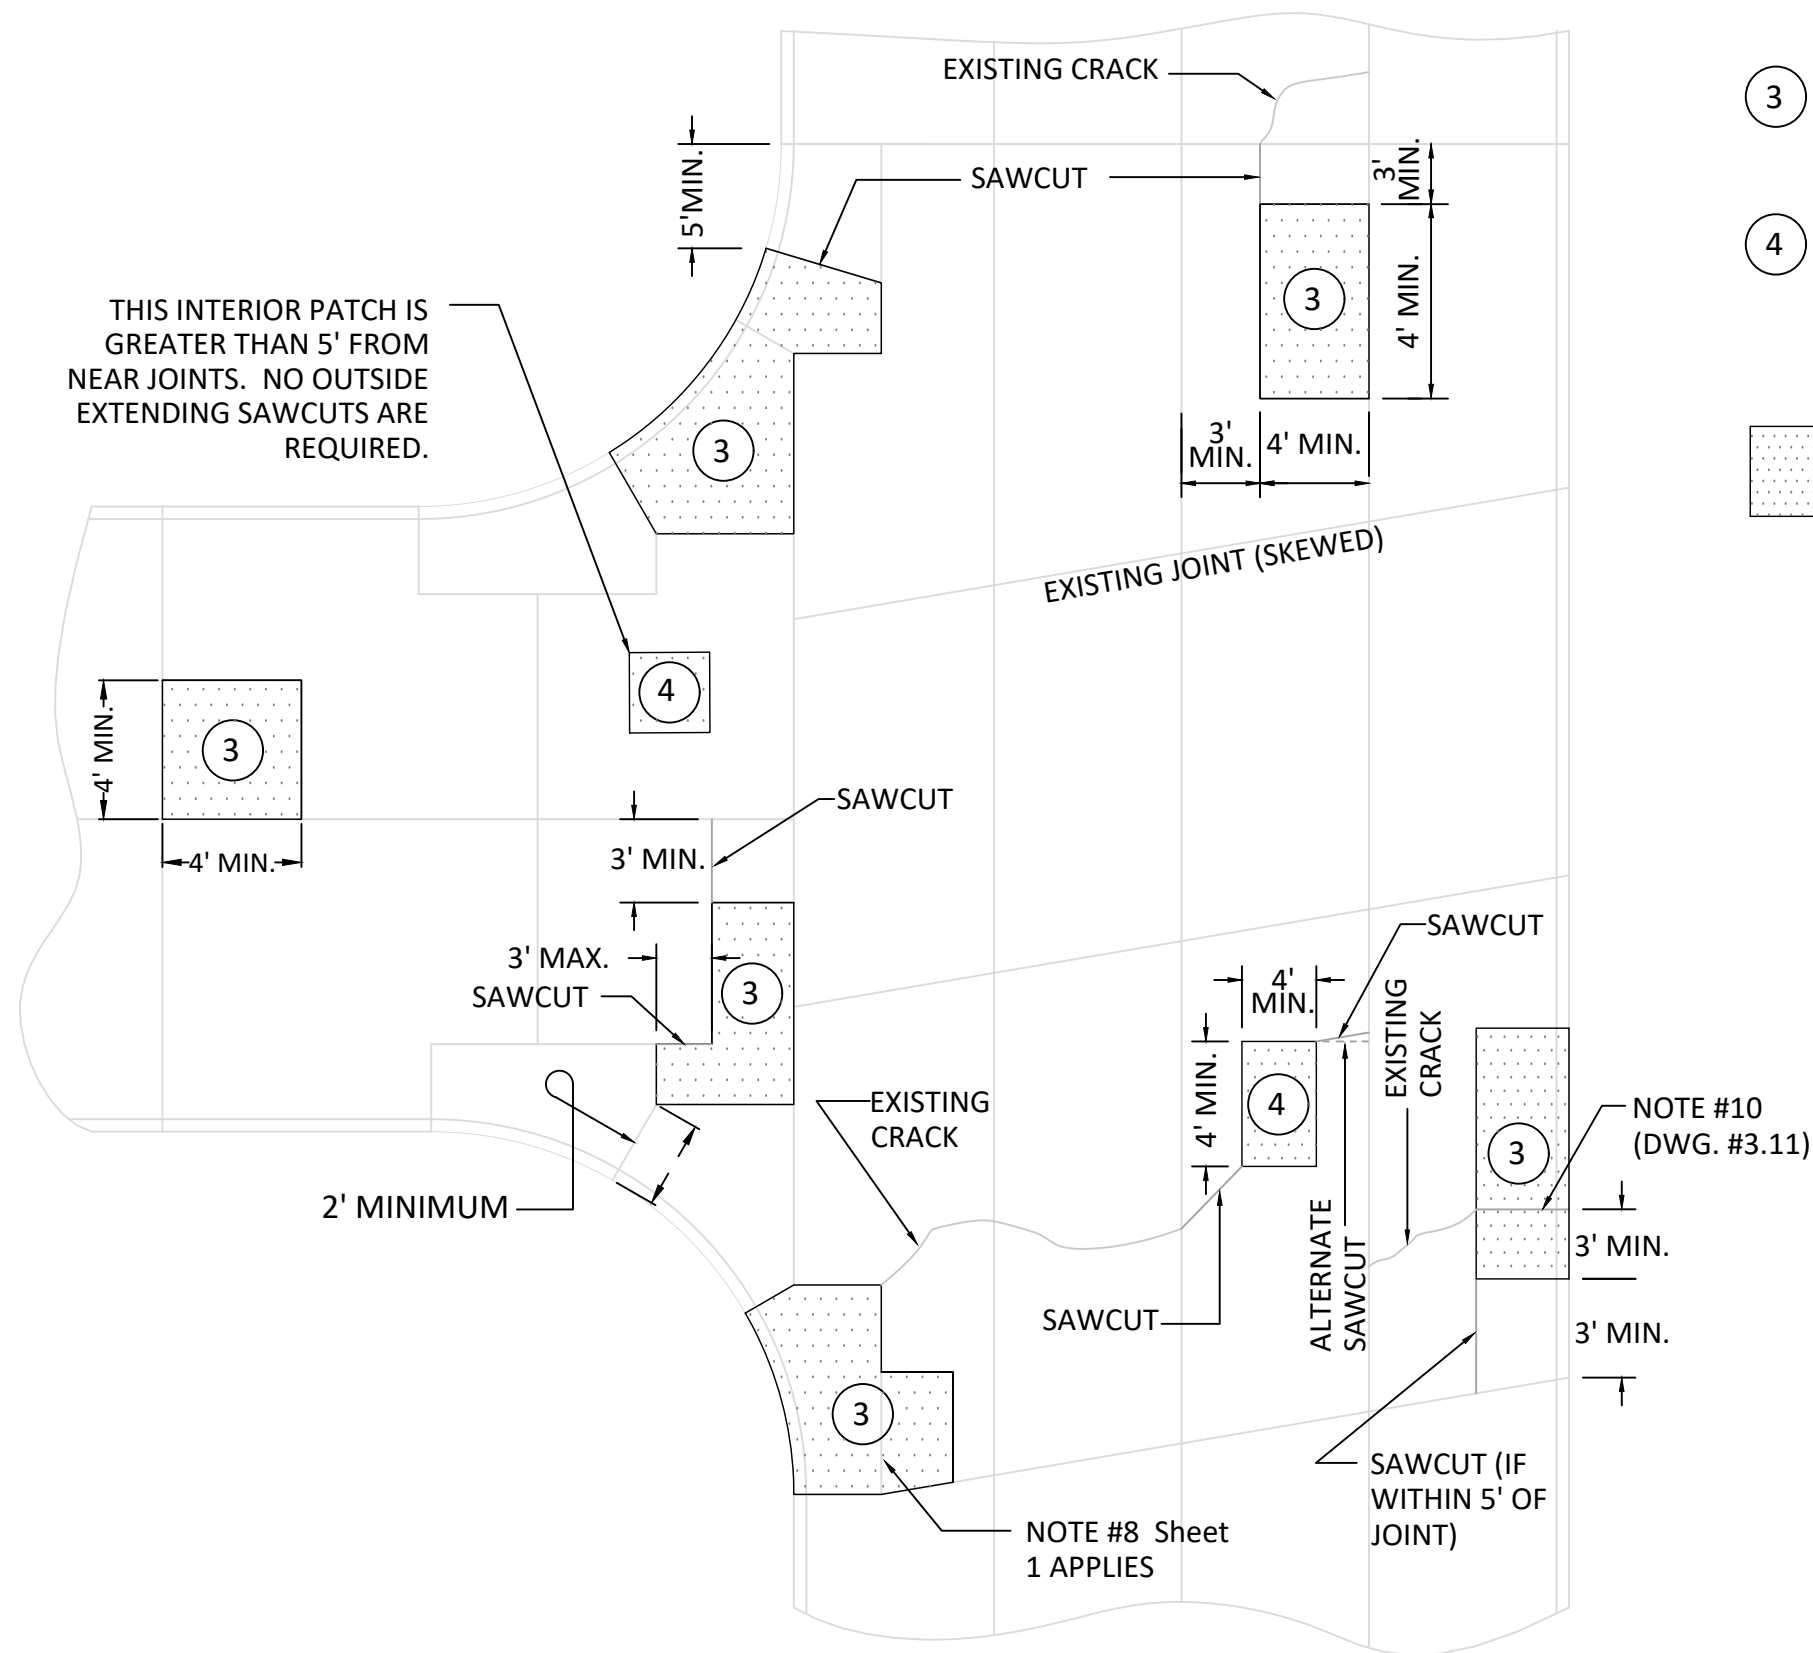 EXISTING CRACK
3
5'MIN.
SAWCUT
3'
MIN.
4
THIS INTERIOR PATCH IS
GREATER THAN 5' FROM
NEAR JOINTS.  NO OUTSIDE
EXTENDING SAWCUTS ARE
REQUIRED.
3
4' MIN.
3
3'
MIN.
4' MIN.
EXISTING JOINT (SKEWED)
4
4' MIN.
3
4' MIN.
SAWCUT
3' MIN.
3' MAX.
SAWCUT
3
SAWCUT
4'
MIN.
4' MIN.
4
EXISTING
CRACK
EXISTING
CRACK
NOTE #10
(DWG. #3.11)
3
2' MINIMUM
3' MIN.
ALTERNATE
SAWCUT
SAWCUT
3' MIN.
3
SAWCUT (IF
WITHIN 5' OF
JOINT)
NOTE #8  Sheet
1 APPLIES